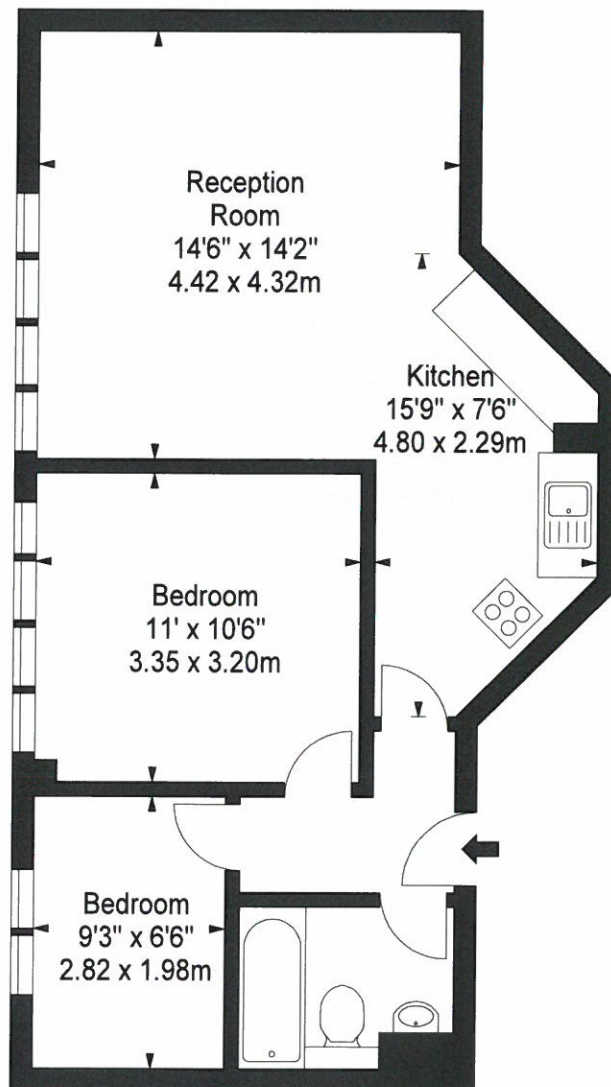 Reception
Room
14'6" x 14'2"
4.42 x 4.32m
Kitchen
15'9" x 7'6"
4.80 x 2.29m
Bedroom
11' x 10'6"
3.35 x 3.20m
Bedroom
9'3" x 6'6"
2.82 x 1.98m